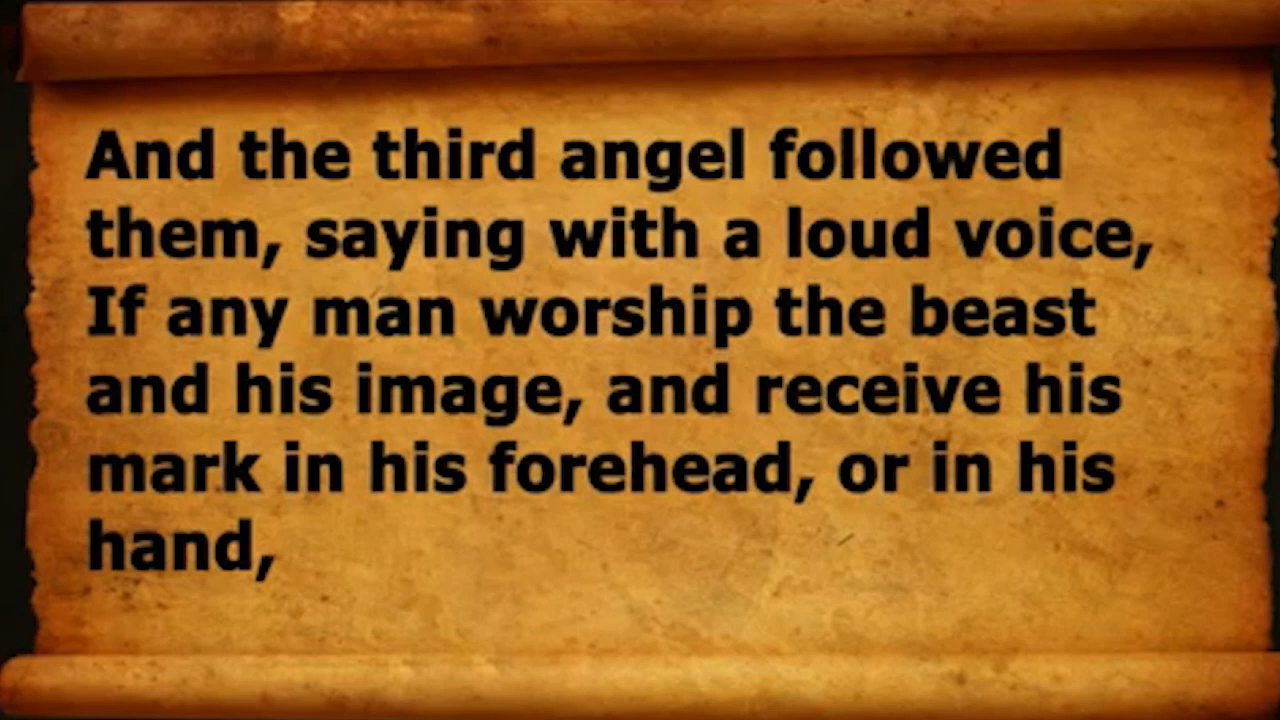 And the third angel followed
them, saying with a loud voice,
If any man worship the beast
and his image, and receive his
mark in his forehead, or in his
hand,